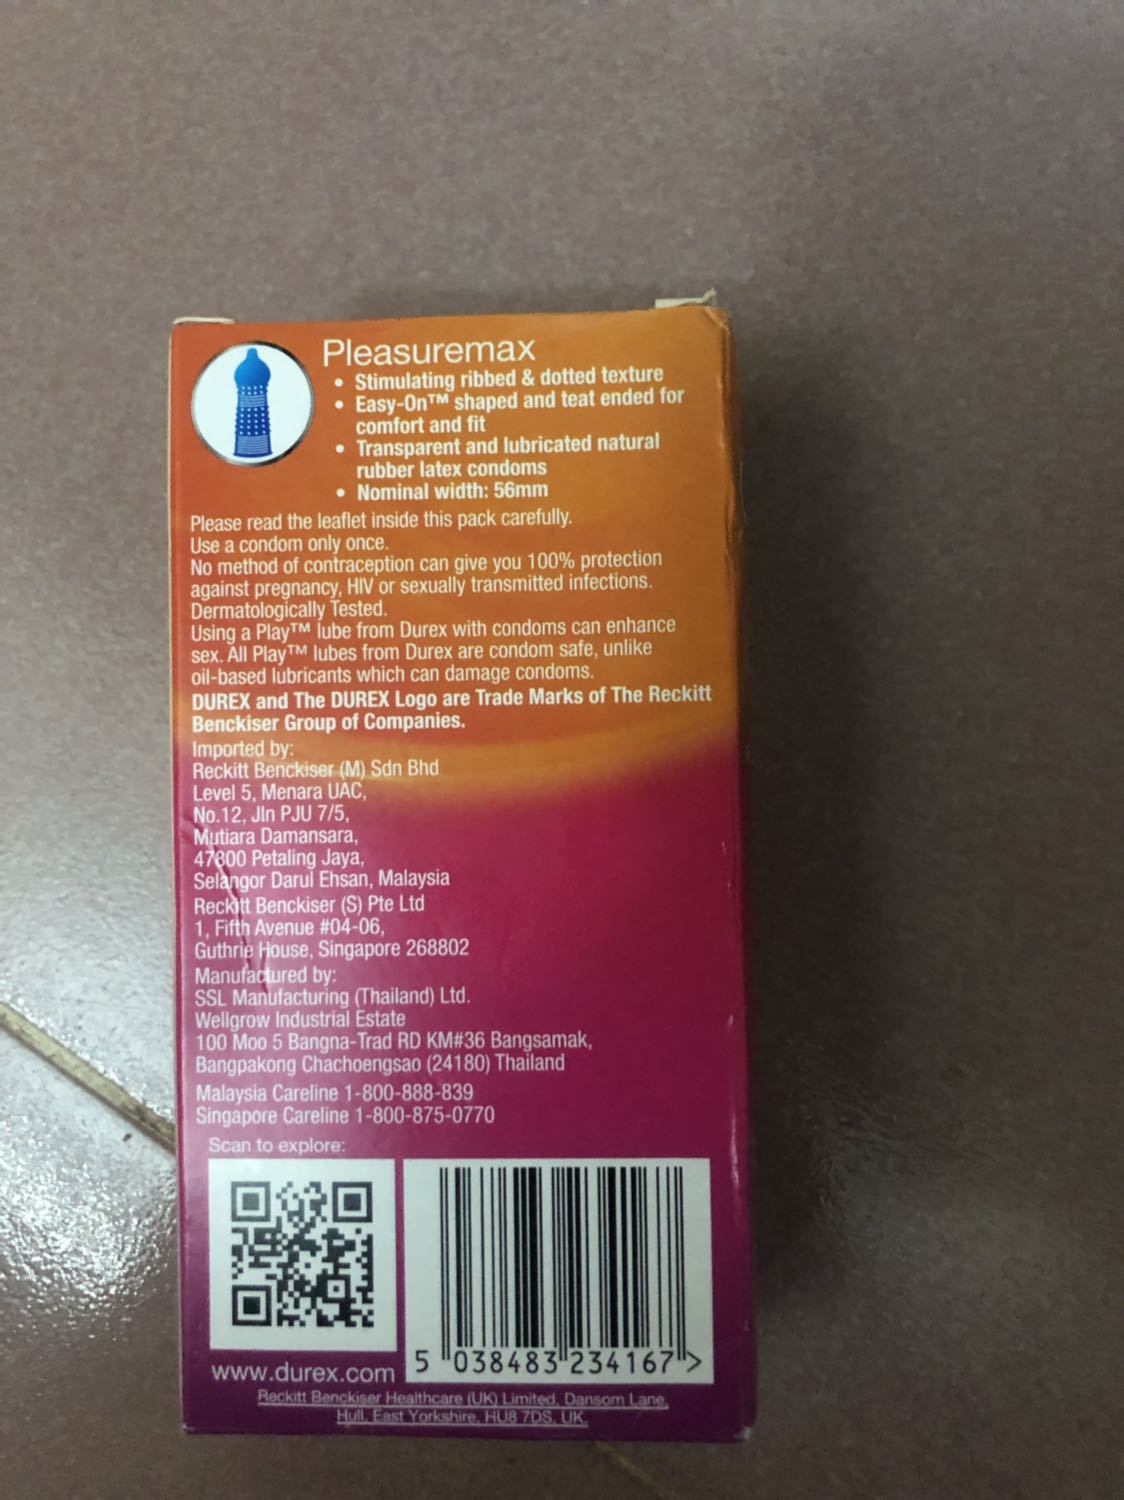 Pleasuremax
• Stimulating ribbed & dotted texture
• Easy-On™ shaped and teat ended for
comfort and fit
• Transparent and lubricated natural
rubber latex condoms
• Nominal width: 56mm
Please read the leaflet inside this pack carefully.
Use a condom only once.
No method of contraception can give you 100% protection
against pregnancy, HIV or sexually transmitted infections.
Dermatologically Tested.
Using a Play™ lube from Durex with condoms can enhance
sex. All Play™ lubes from Durex are condom safe, unlike
oil-based lubricants which can damage condoms.
DUREX and The DUREX Logo are Trade Marks of The Reckitt
Benckiser Group of Companies.
Imported by:
Reckitt Benckiser (M) Sdn Bhd
Level 5, Menara UAC,
No.12, Jln PJU 7/5,
Mutiara Damansara,
47800 Petaling Jaya,
Selangor Darul Ehsan, Malaysia
Reckitt Benckiser (S) Pte Ltd
1, Fifth Avenue #04-06,
Guthrie House, Singapore 268802
Manufactured by:
SSL Manufacturing (Thailand) Ltd.
Wellgrow Industrial Estate
100 Moo 5 Bangna-Trad RD KM#36 Bangsamak,
Bangpakong Chachoengsao (24180) Thailand
Malaysia Careline 1-800-888-839
Singapore Careline 1-800-875-0770
Scan to explore:
www.durex.com
5 038483 234167 >
Reckitt Benckiser Healthcare (UK) Limited, Dansom Lane,
Hull, East Yorkshire, HU8 7DS, UK.